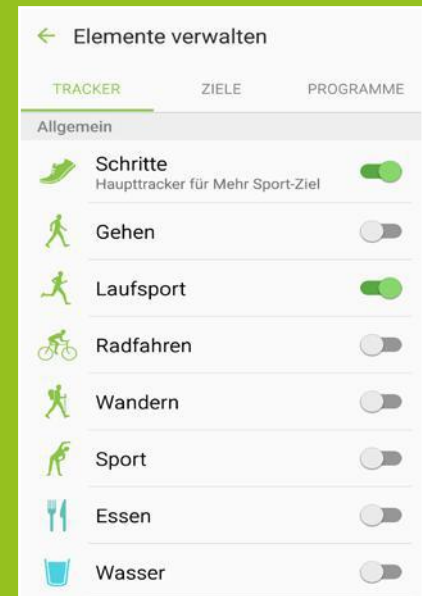 Elemente verwalten
TRACKER ZIELE PROGRAMME
Allgemein
Schritte
Haupttracker für Mehr Sport-Ziel
Gehen
Laufsport
Radfahren
Wandern
Sport
Essen
Wasser